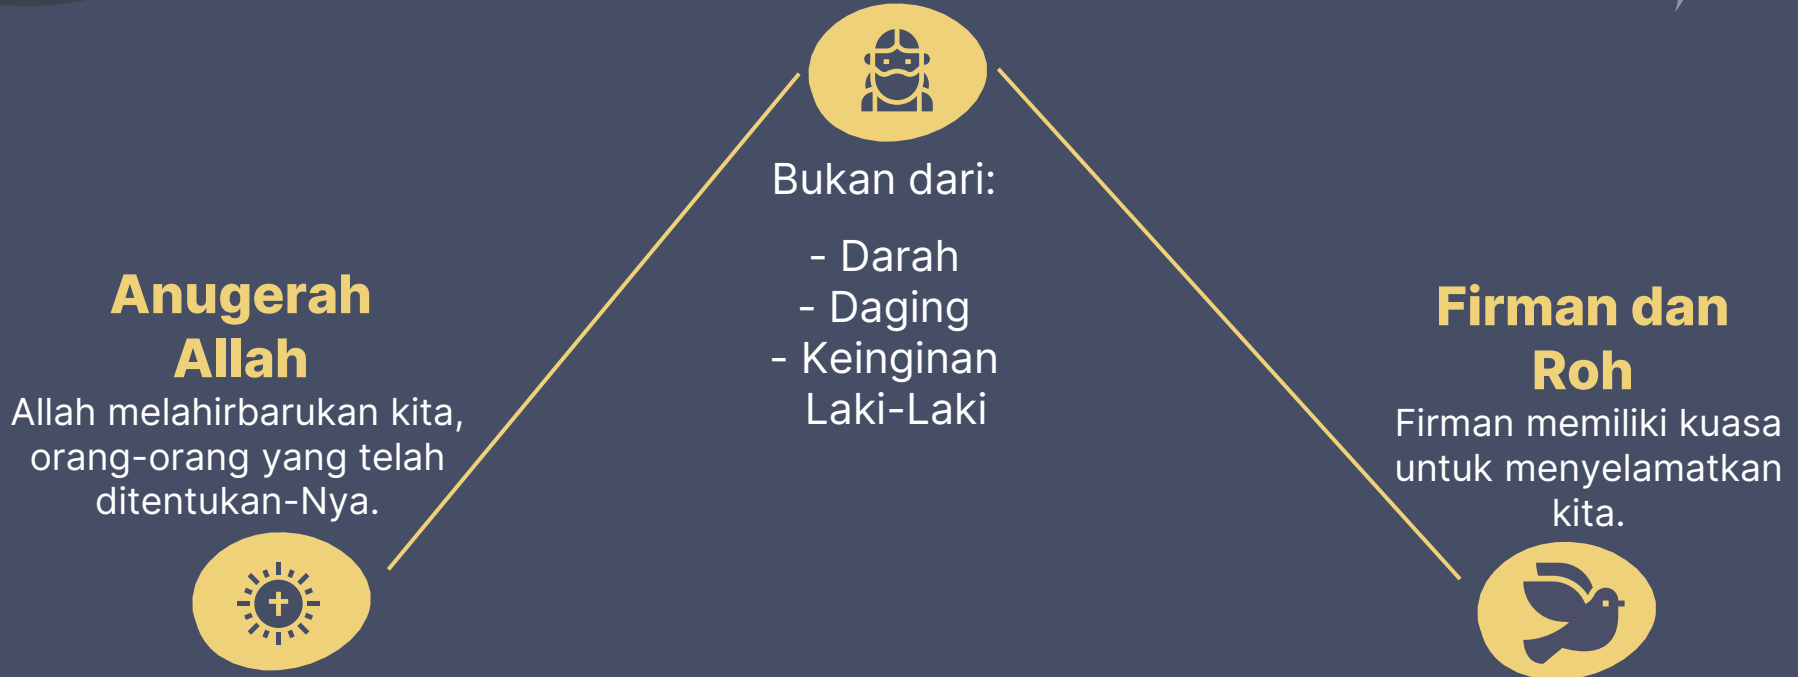 Bukan dari:
- Darah
- Daging
- Keinginan
Laki-Laki
Anugerah
Allah
Allah melahirbarukan kita,
orang-orang yang telah
ditentukan-Nya.
Firman dan
Roh
Firman memiliki kuasa
untuk menyelamatkan
kita.